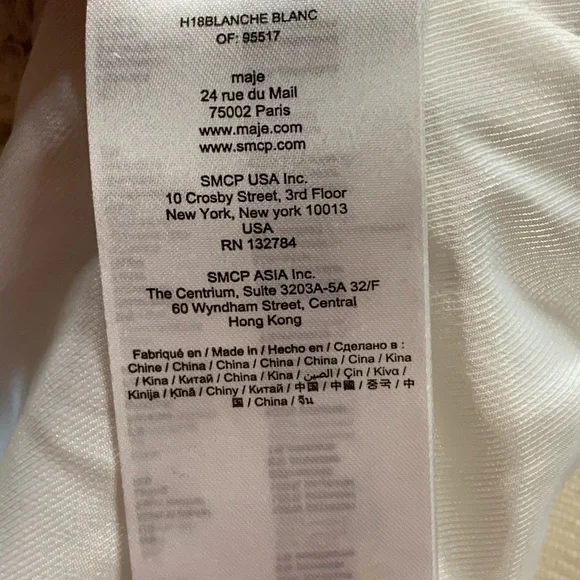 H18BLANCHE BLANC
OF: 95517
maje
24 rue du Mail
75002 Paris
www.maje.com
www.smcp.com
SMCP USA Inc.
10 Crosby Street, 3rd Floor
New York, New york 10013
USA
RN 132784
SMCP ASIA Inc.
The Centrium, Suite 3203A-5A 32/F
60 Wyndham Street, Central
Hong Kong
Fabriqué en / Made in / Hecho en / Сделано в :
Chine / China / China / China / China / Cina / Kina
/ Kina / Китай / China / Kina / الصين / Çin / Κίνα /
Kinija / Ķīnā / Chiny / Китай / 中国 / 中國 / 중국 / 中
国 / China / จีน